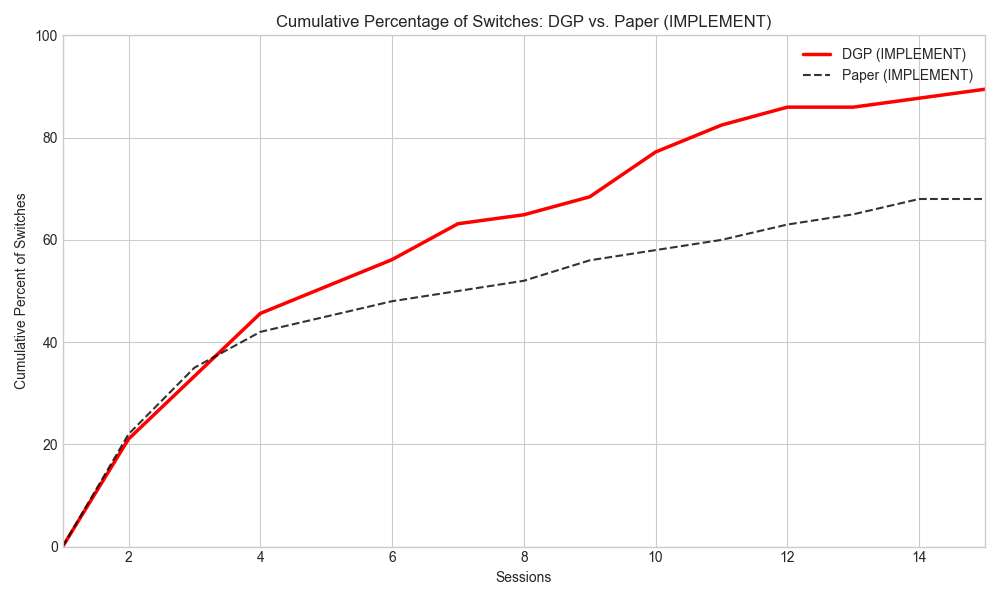 Cumulative Percentage of Switches: DGP vs. Paper (IMPLEMENT)
DGP (IMPLEMENT)
Paper (IMPLEMENT)
Cumulative Percent of Switches
100
80
60
40
20
0
2 4 6 8 10 12 14
Sessions